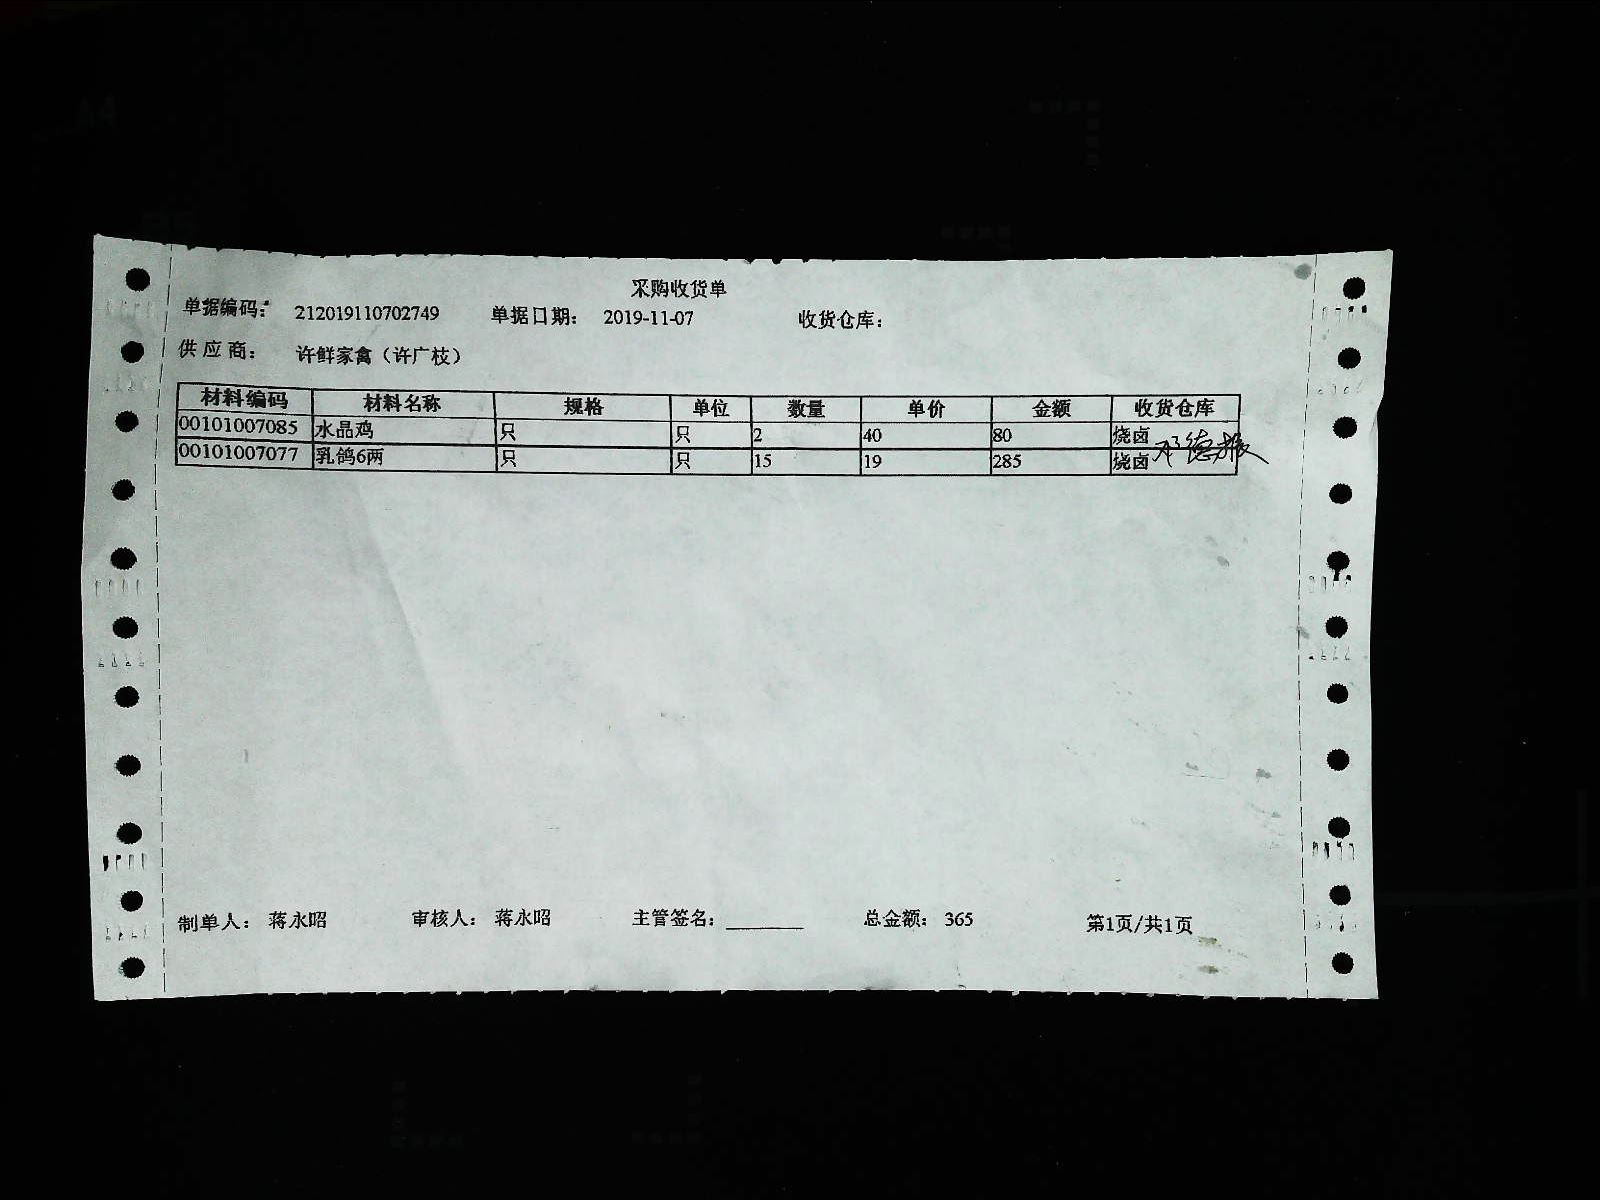 采购收货单
单据编码: 212019110702749 单据日期: 2019-11-07 收货仓库:
供应商: 许鲜家禽（许广枝）
材料编码 材料名称 规格 单位 数量 单价 金额 收货仓库
00101007085 水晶鸡 只 只 2 40 80 烧卤
00101007077 乳鸽6两 只 只 15 19 285 烧卤
制单人: 蒋永昭 审核人: 蒋永昭 主管签名:________ 总金额: 365 第1页/共1页